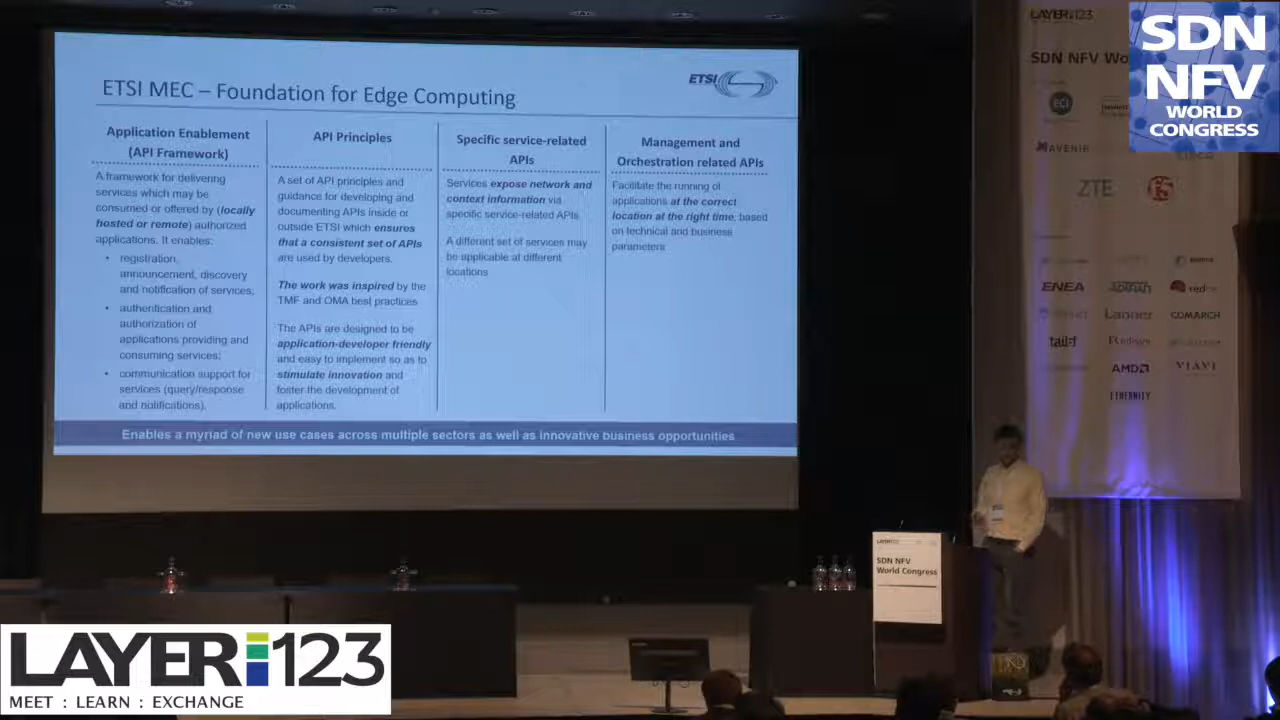 ETSI MEC – Foundation for Edge Computing
ETSI
Application Enablement
(API Framework)
A framework for delivering
services which may be
consumed or offered by (locally
hosted or remote) authorized
applications. It enables:
• registration,
announcement, discovery
and notification of services;
• authentication and
authorization of
applications providing and
consuming services;
• communication support for
services (query/response
and notifications).
API Principles
A set of API principles and
guidance for developing and
documenting APIs inside or
outside ETSI which ensures
that a consistent set of APIs
are used by developers.
The work was inspired by the
TMF and OMA best practices
The APIs are designed to be
application-developer friendly
and easy to implement so as to
stimulate innovation and
foster the development of
applications.
Specific service-related
APIs
Services expose network and
context information via
specific service-related APIs
A different set of services may
be applicable at different
locations
Management and
Orchestration related APIs
Facilitate the running of
applications at the correct
location at the right time, based
on technical and business
parameters
Enables a myriad of new use cases across multiple sectors as well as innovative business opportunities
LAYER123
SDN NFV Wo
ECI
AVENIR
ZTE
ENEA
red
Lanner
COMARCH
tail-f
Radisys
AMD
VIAVI
ETHERNITY
SDN
NFV
WORLD
CONGRESS
SDN NFV
World Congress
LAYER123
MEET : LEARN : EXCHANGE